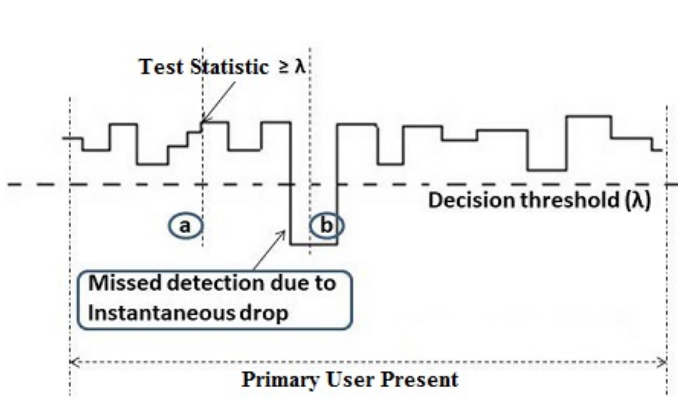 Test Statistic ≥ λ
Decision threshold (λ)
a
b
Missed detection due to
Instantaneous drop
Primary User Present